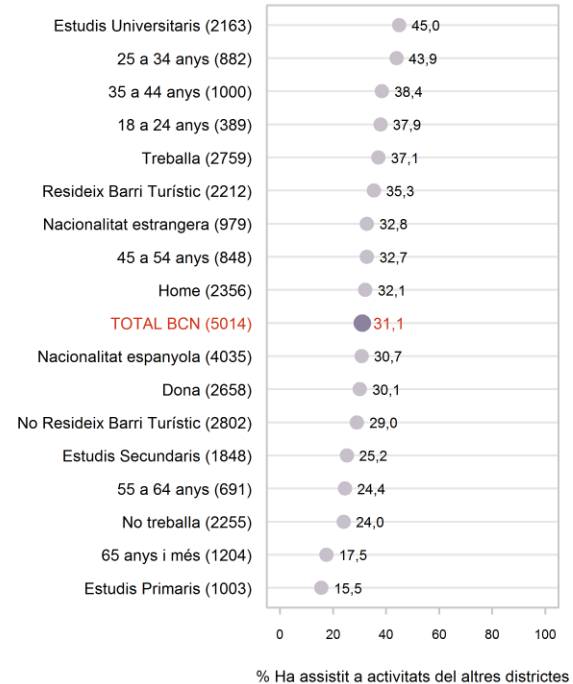 Estudis Universitaris (2163) 45,0
25 a 34 anys (882) 43,9
35 a 44 anys (1000) 38,4
18 a 24 anys (389) 37,9
Treballa (2759) 37,1
Resideix Barri Turístic (2212) 35,3
Nacionalitat estrangera (979) 32,8
45 a 54 anys (848) 32,7
Home (2356) 32,1
TOTAL BCN (5014) 31,1
Nacionalitat espanyola (4035) 30,7
Dona (2658) 30,1
No Resideix Barri Turístic (2802) 29,0
Estudis Secundaris (1848) 25,2
55 a 64 anys (691) 24,4
No treballa (2255) 24,0
65 anys i més (1204) 17,5
Estudis Primaris (1003) 15,5
0 20 40 60 80 100
% Ha assistit a activitats del altres districtes